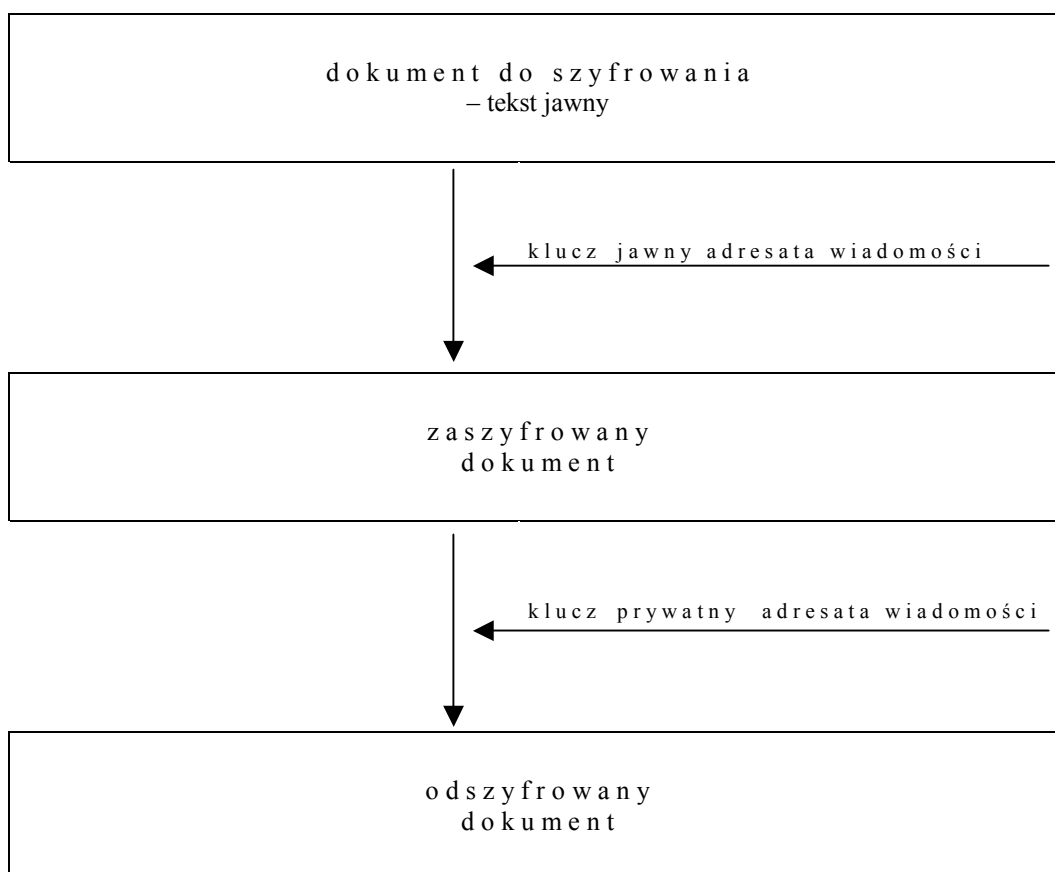 dokument do szyfrowania
– tekst jawny
klucz jawny adresata wiadomości
zaszyfrowany
dokument
klucz prywatny adresata wiadomości
odszyfrowany
dokument